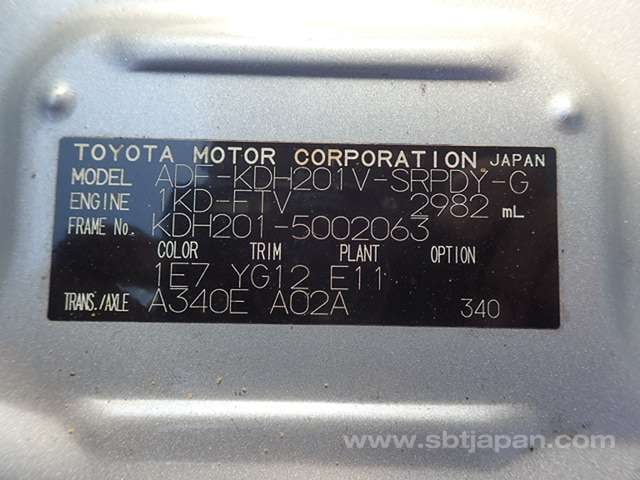 TOYOTA MOTOR CORPORATION JAPAN
MODEL ADF-KDH201V-SRPDY-G
ENGINE 1KD-FTV 2982 mL
FRAME No. KDH201-5002063
COLOR TRIM PLANT OPTION
1E7 YG12 E11
TRANS./AXLE A340E A02A 340
www.sbtjapan.com